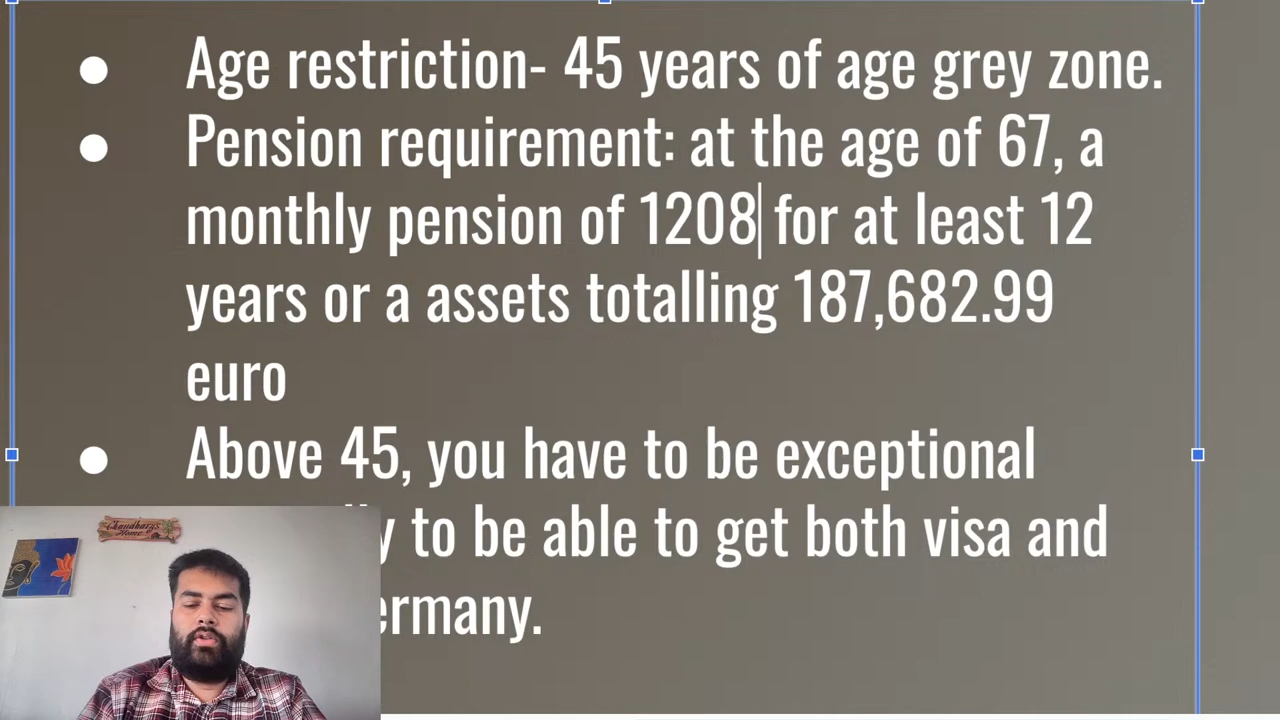 Age restriction- 45 years of age grey zone.
Pension requirement: at the age of 67, a
monthly pension of 1208 for at least 12
years or a assets totalling 187,682.99
euro
Above 45, you have to be exceptional
to be able to get both visa and
ermany.
Chaudhary's
Home